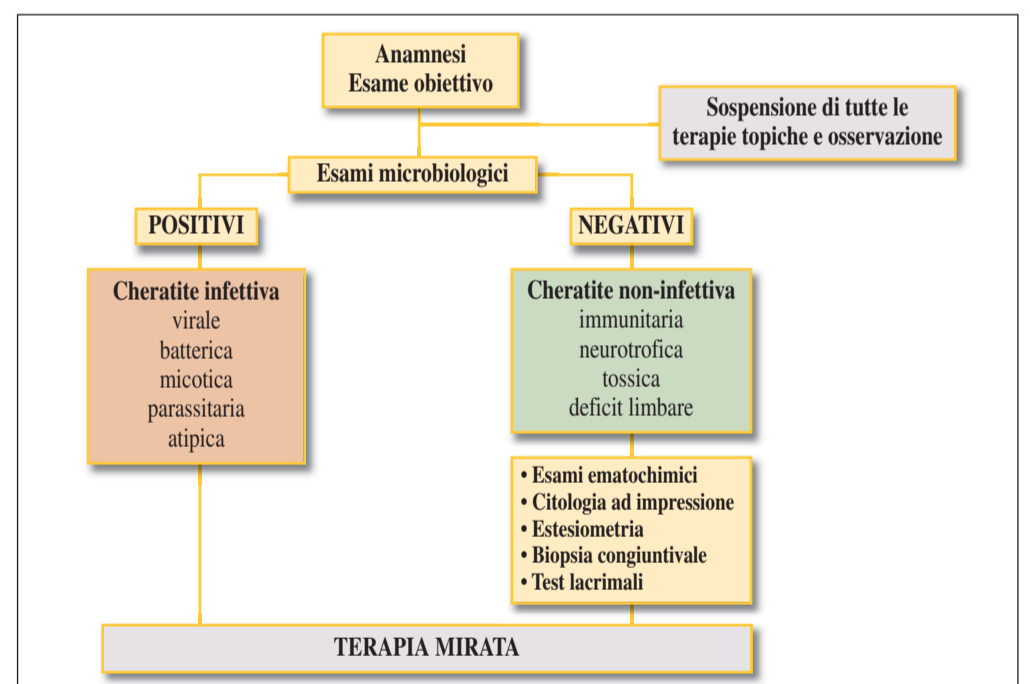 Anamnesi
Esame obiettivo
Sospensione di tutte le
terapie topiche e osservazione
Esami microbiologici
POSITIVI
NEGATIVI
Cheratite infettiva
virale
batterica
micotica
parassitaria
atipica
Cheratite non-infettiva
immunitaria
neurotrofica
tossica
deficit limbare
• Esami ematochimici
• Citologia ad impressione
• Estesiometria
• Biopsia congiuntivale
• Test lacrimali
TERAPIA MIRATA